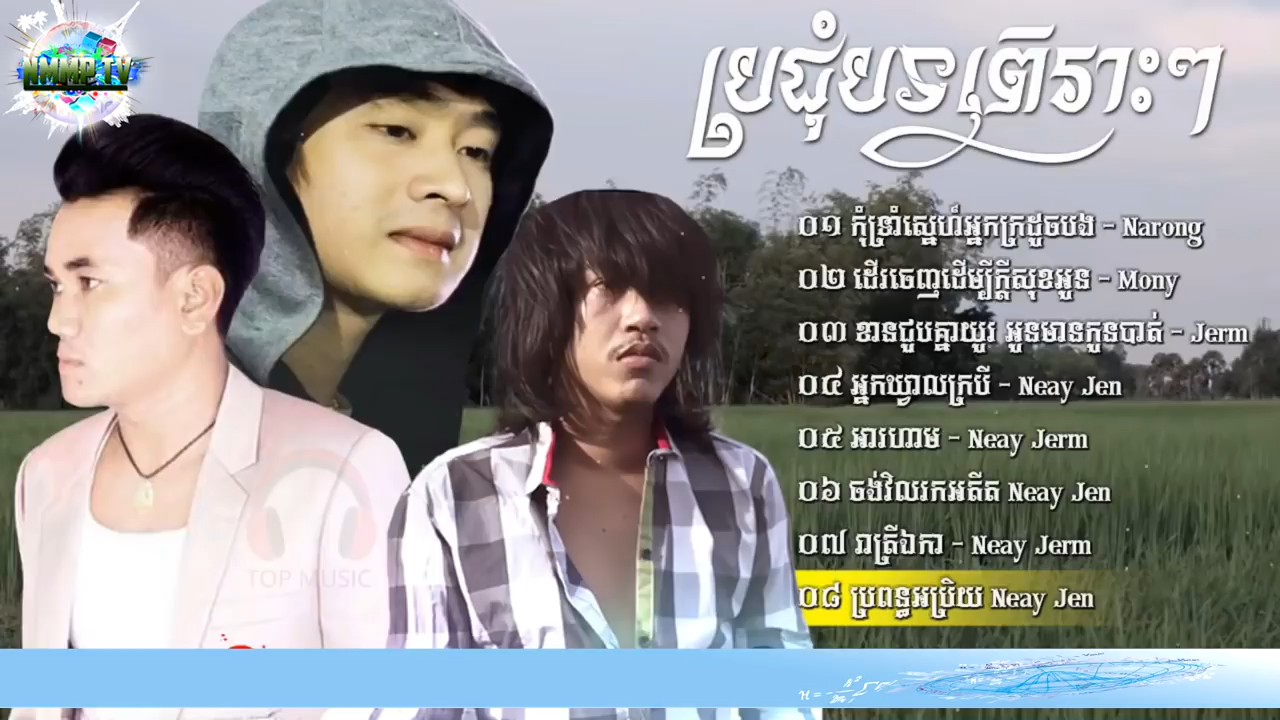 NMMP TV
ប្រជុំបទពិរោះៗ
០១ កុំទ្រាំស្នេហ៍អ្នកក្រដូចបង - Narong
០២ ដើរចេញដើម្បីក្ដីសុខអូន - Mony
០៣ ខានជួបគ្នាយូរ អូនមានកូនបាត់ - Jerm
០៤ អ្នកឃ្វាលក្របី - Neay Jen
០៥ អារហាម - Neay Jerm
០៦ ចង់វិលរកអតីត Neay Jen
០៧ រាត្រីឯកា - Neay Jerm
០៨ ប្រពន្ធអប្រិយ Neay Jen
TOP MUSIC